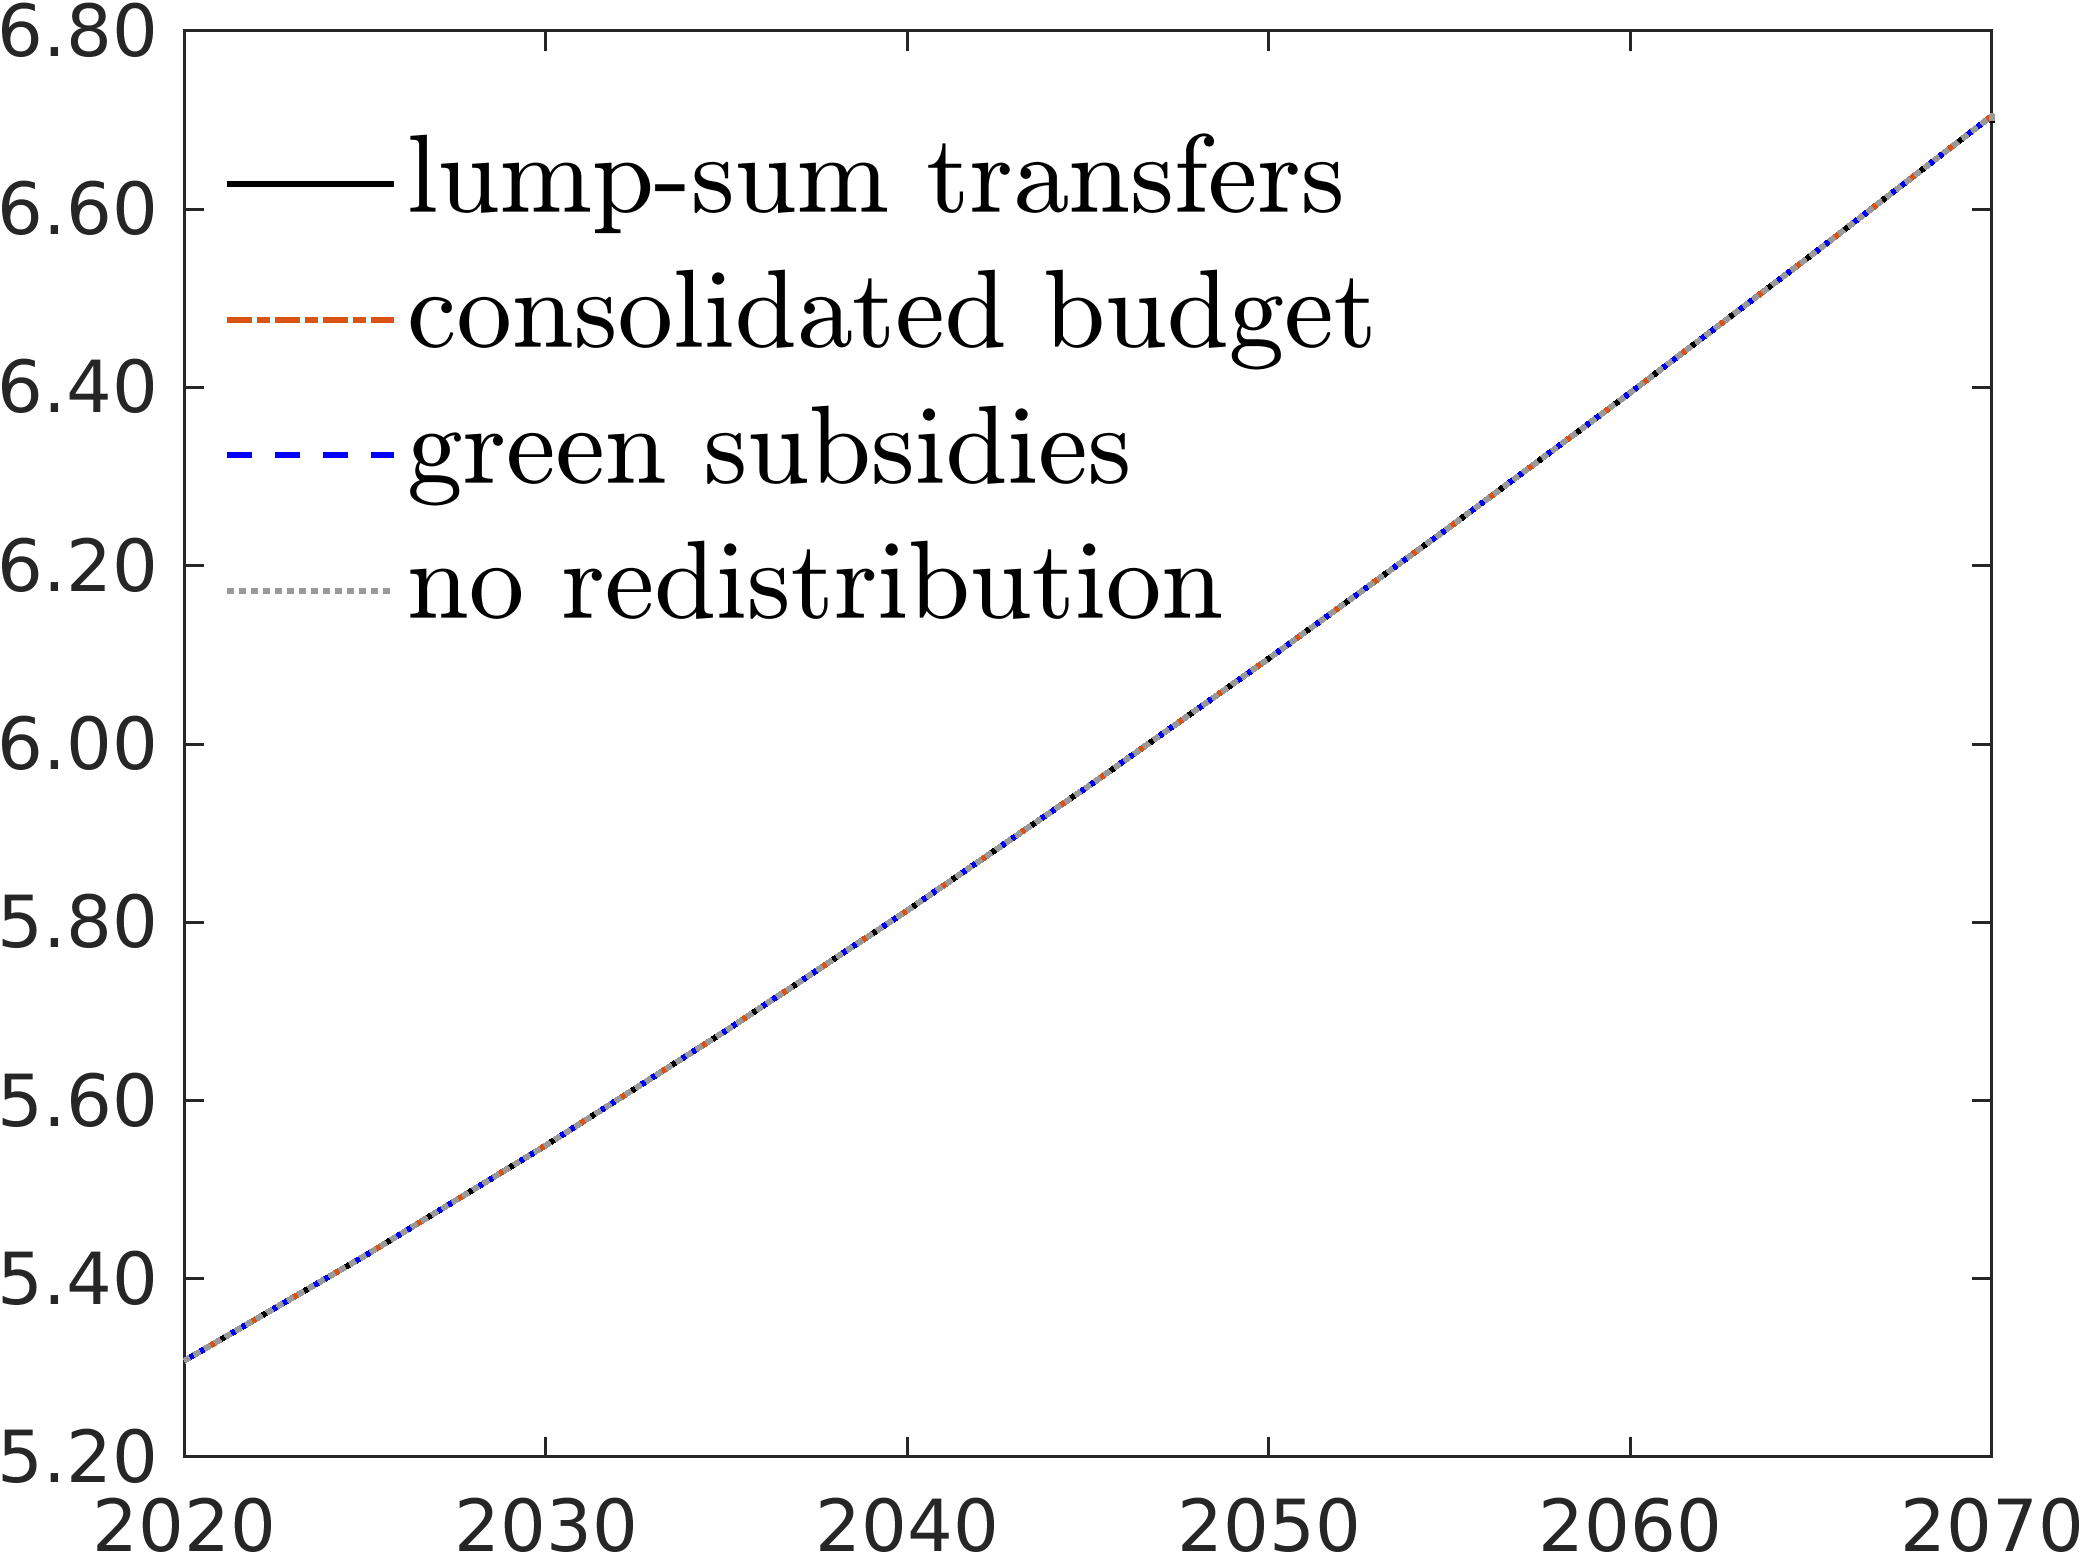 6.80
lump-sum transfers
6.60
consolidated budget
6.40
green subsidies
6.20
no redistribution
6.00
5.80
5.60
5.40
5.20
2020 2030 2040 2050 2060 2070